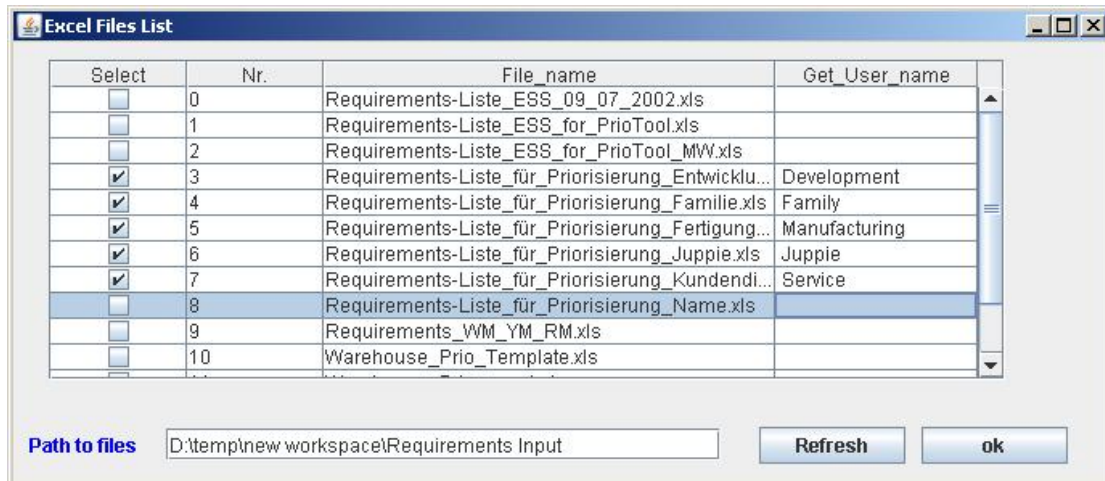 Excel Files List
Select Nr. File_name Get_User_name
0 Requirements-Liste_ESS_09_07_2002.xls
1 Requirements-Liste_ESS_for_PrioTool.xls
2 Requirements-Liste_ESS_for_PrioTool_MW.xls
3 Requirements-Liste_für_Priorisierung_Entwicklu... Development
4 Requirements-Liste_für_Priorisierung_Familie.xls Family
5 Requirements-Liste_für_Priorisierung_Fertigung... Manufacturing
6 Requirements-Liste_für_Priorisierung_Juppie.xls Juppie
7 Requirements-Liste_für_Priorisierung_Kundendi... Service
8 Requirements-Liste_für_Priorisierung_Name.xls
9 Requirements_WM_YM_RM.xls
10 Warehouse_Prio_Template.xls
Path to files D:\temp\new workspace\Requirements Input Refresh ok